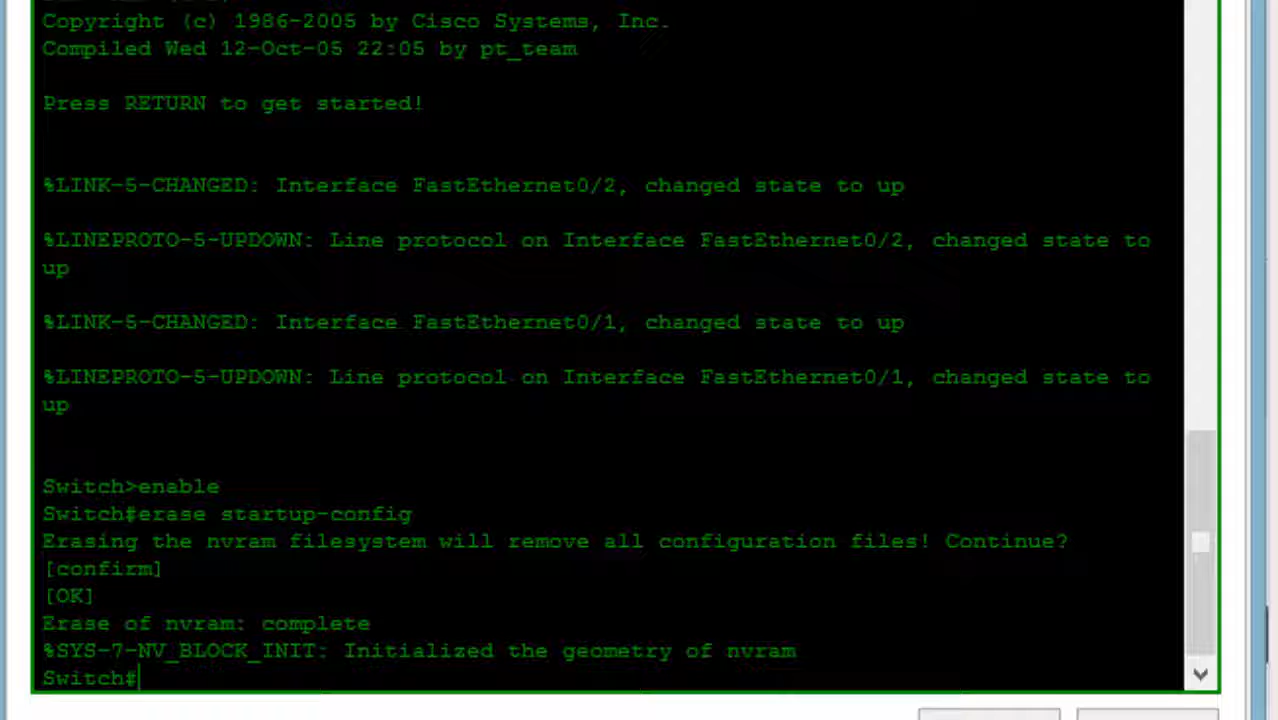 Copyright (c) 1986-2005 by Cisco Systems, Inc.
Compiled Wed 12-Oct-05 22:05 by pt_team
Press RETURN to get started!
%LINK-5-CHANGED: Interface FastEthernet0/2, changed state to up
%LINEPROTO-5-UPDOWN: Line protocol on Interface FastEthernet0/2, changed state to
up
%LINK-5-CHANGED: Interface FastEthernet0/1, changed state to up
%LINEPROTO-5-UPDOWN: Line protocol on Interface FastEthernet0/1, changed state to
up
Switch>enable
Switch#erase startup-config
Erasing the nvram filesystem will remove all configuration files! Continue?
[confirm]
[OK]
Erase of nvram: complete
%SYS-7-NV_BLOCK_INIT: Initialized the geometry of nvram
Switch#